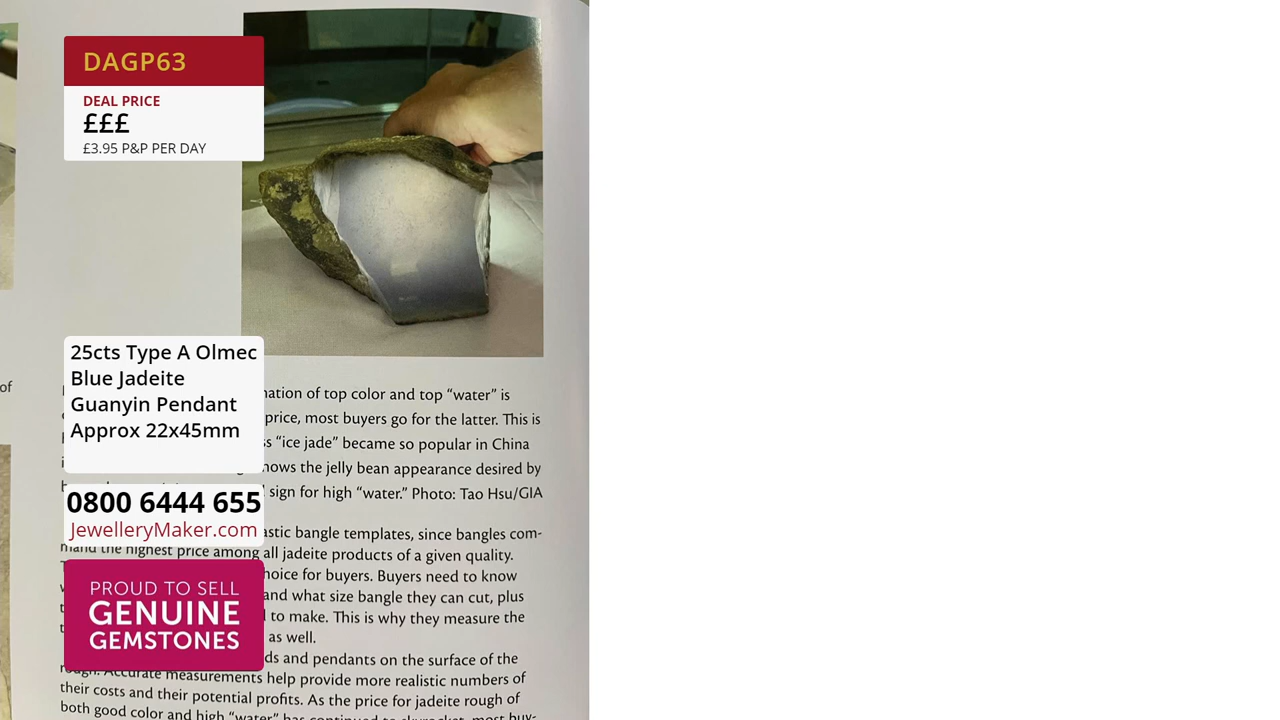 DAGP63
DEAL PRICE
£££
£3.95 P&P PER DAY
25cts Type A Olmec
Blue Jadeite
Guanyin Pendant
Approx 22x45mm
0800 6444 655
JewelleryMaker.com
PROUD TO SELL
GENUINE
GEMSTONES
of
nation of top color and top “water” is
price, most buyers go for the latter. This is
“ice jade” became so popular in China
hows the jelly bean appearance desired by
sign for high “water.” Photo: Tao Hsu/GIA
astic bangle templates, since bangles com-
mand the highest price among all jadeite products of a given quality.
hoice for buyers. Buyers need to know
and what size bangle they can cut, plus
to make. This is why they measure the
as well.
ds and pendants on the surface of the
rough. Accurate measurements help provide more realistic numbers of
their costs and their potential profits. As the price for jadeite rough of
both good color and high “water” has continued to skyrocket, most buy-